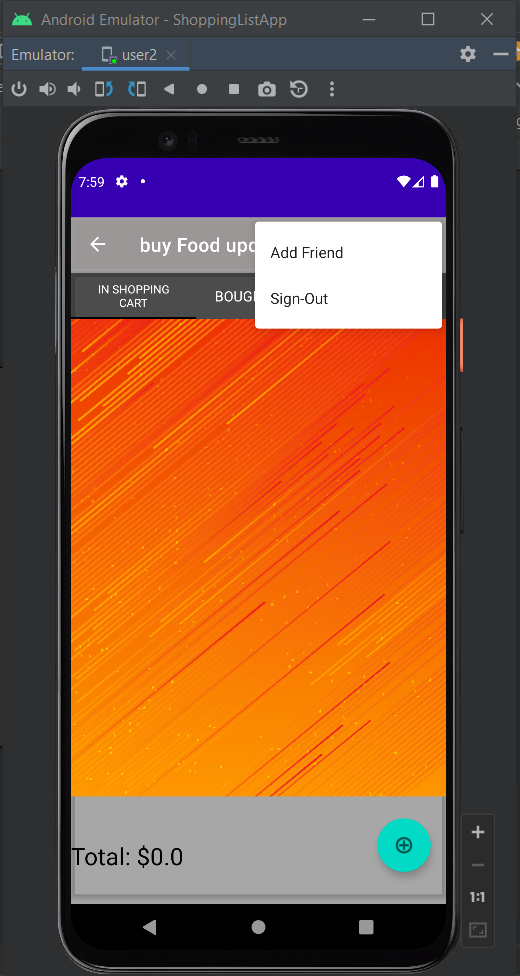 Android Emulator - ShoppingListApp
Emulator:
user2
7:59
buy Food upd
Add Friend
Sign-Out
IN SHOPPING
CART
BOUG
Total: $0.0
1:1